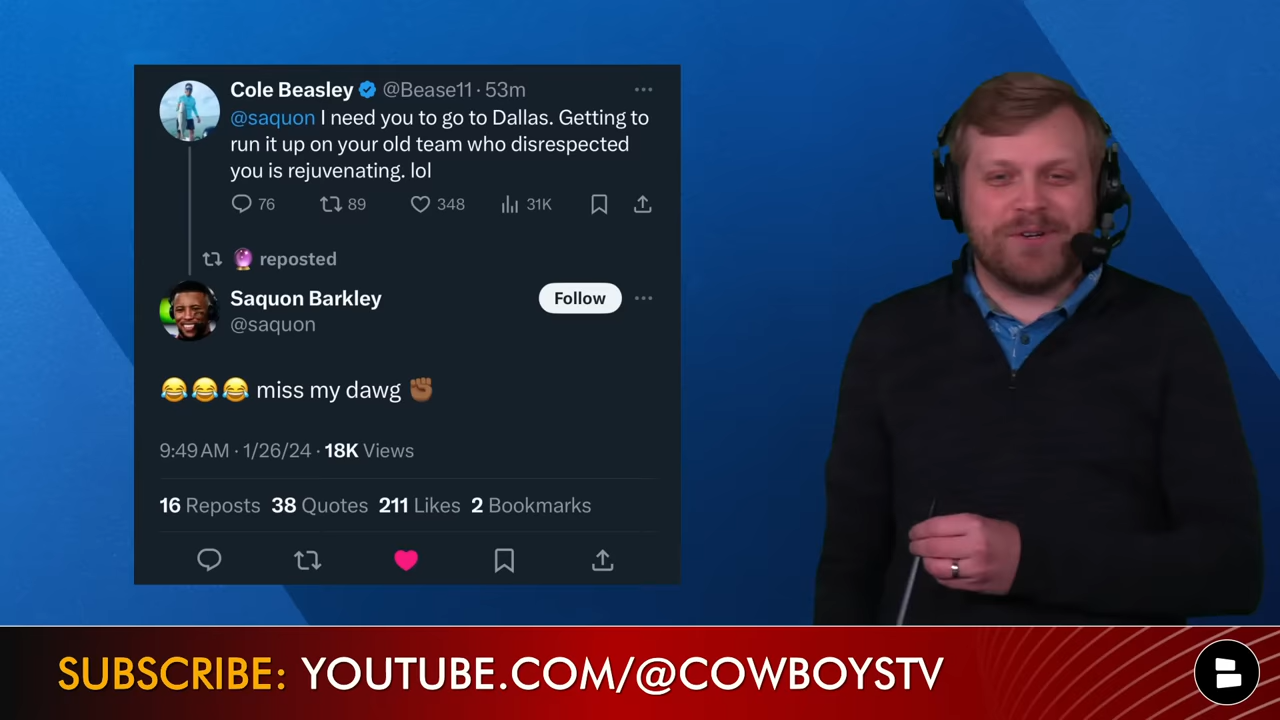 Cole Beasley @Bease11 · 53m
@saquon I need you to go to Dallas. Getting to
run it up on your old team who disrespected
you is rejuvenating. lol
76 89 348 31K
🔮 reposted
Saquon Barkley
Follow
@saquon
😂😂😂 miss my dawg ✊🏾
9:49 AM · 1/26/24 · 18K Views
16 Reposts 38 Quotes 211 Likes 2 Bookmarks
SUBSCRIBE: YOUTUBE.COM/@COWBOYSTV